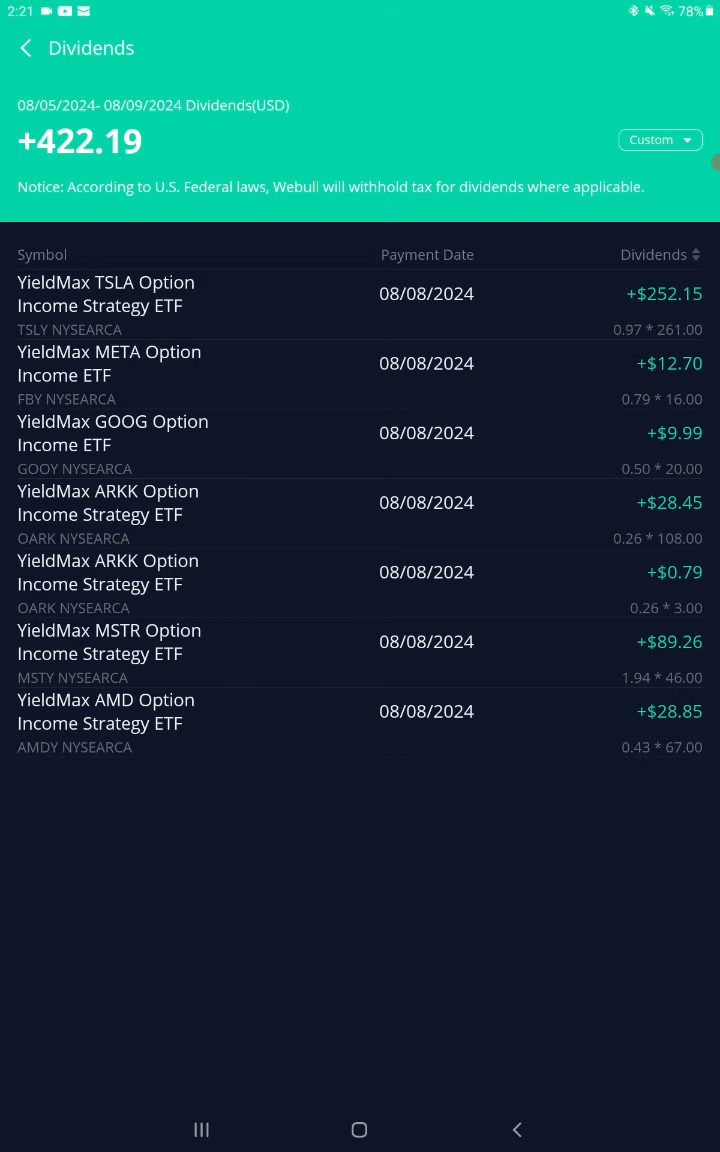 2:21 78%
Dividends
08/05/2024- 08/09/2024 Dividends(USD)
+422.19
Custom
Notice: According to U.S. Federal laws, Webull will withhold tax for dividends where applicable.
Symbol Payment Date Dividends
YieldMax TSLA Option
Income Strategy ETF
08/08/2024 +$252.15
TSLY NYSEARCA 0.97 * 261.00
YieldMax META Option
Income ETF
08/08/2024 +$12.70
FBY NYSEARCA 0.79 * 16.00
YieldMax GOOG Option
Income ETF
08/08/2024 +$9.99
GOOY NYSEARCA 0.50 * 20.00
YieldMax ARKK Option
Income Strategy ETF
08/08/2024 +$28.45
OARK NYSEARCA 0.26 * 108.00
YieldMax ARKK Option
Income Strategy ETF
08/08/2024 +$0.79
OARK NYSEARCA 0.26 * 3.00
YieldMax MSTR Option
Income Strategy ETF
08/08/2024 +$89.26
MSTY NYSEARCA 1.94 * 46.00
YieldMax AMD Option
Income Strategy ETF
08/08/2024 +$28.85
AMDY NYSEARCA 0.43 * 67.00